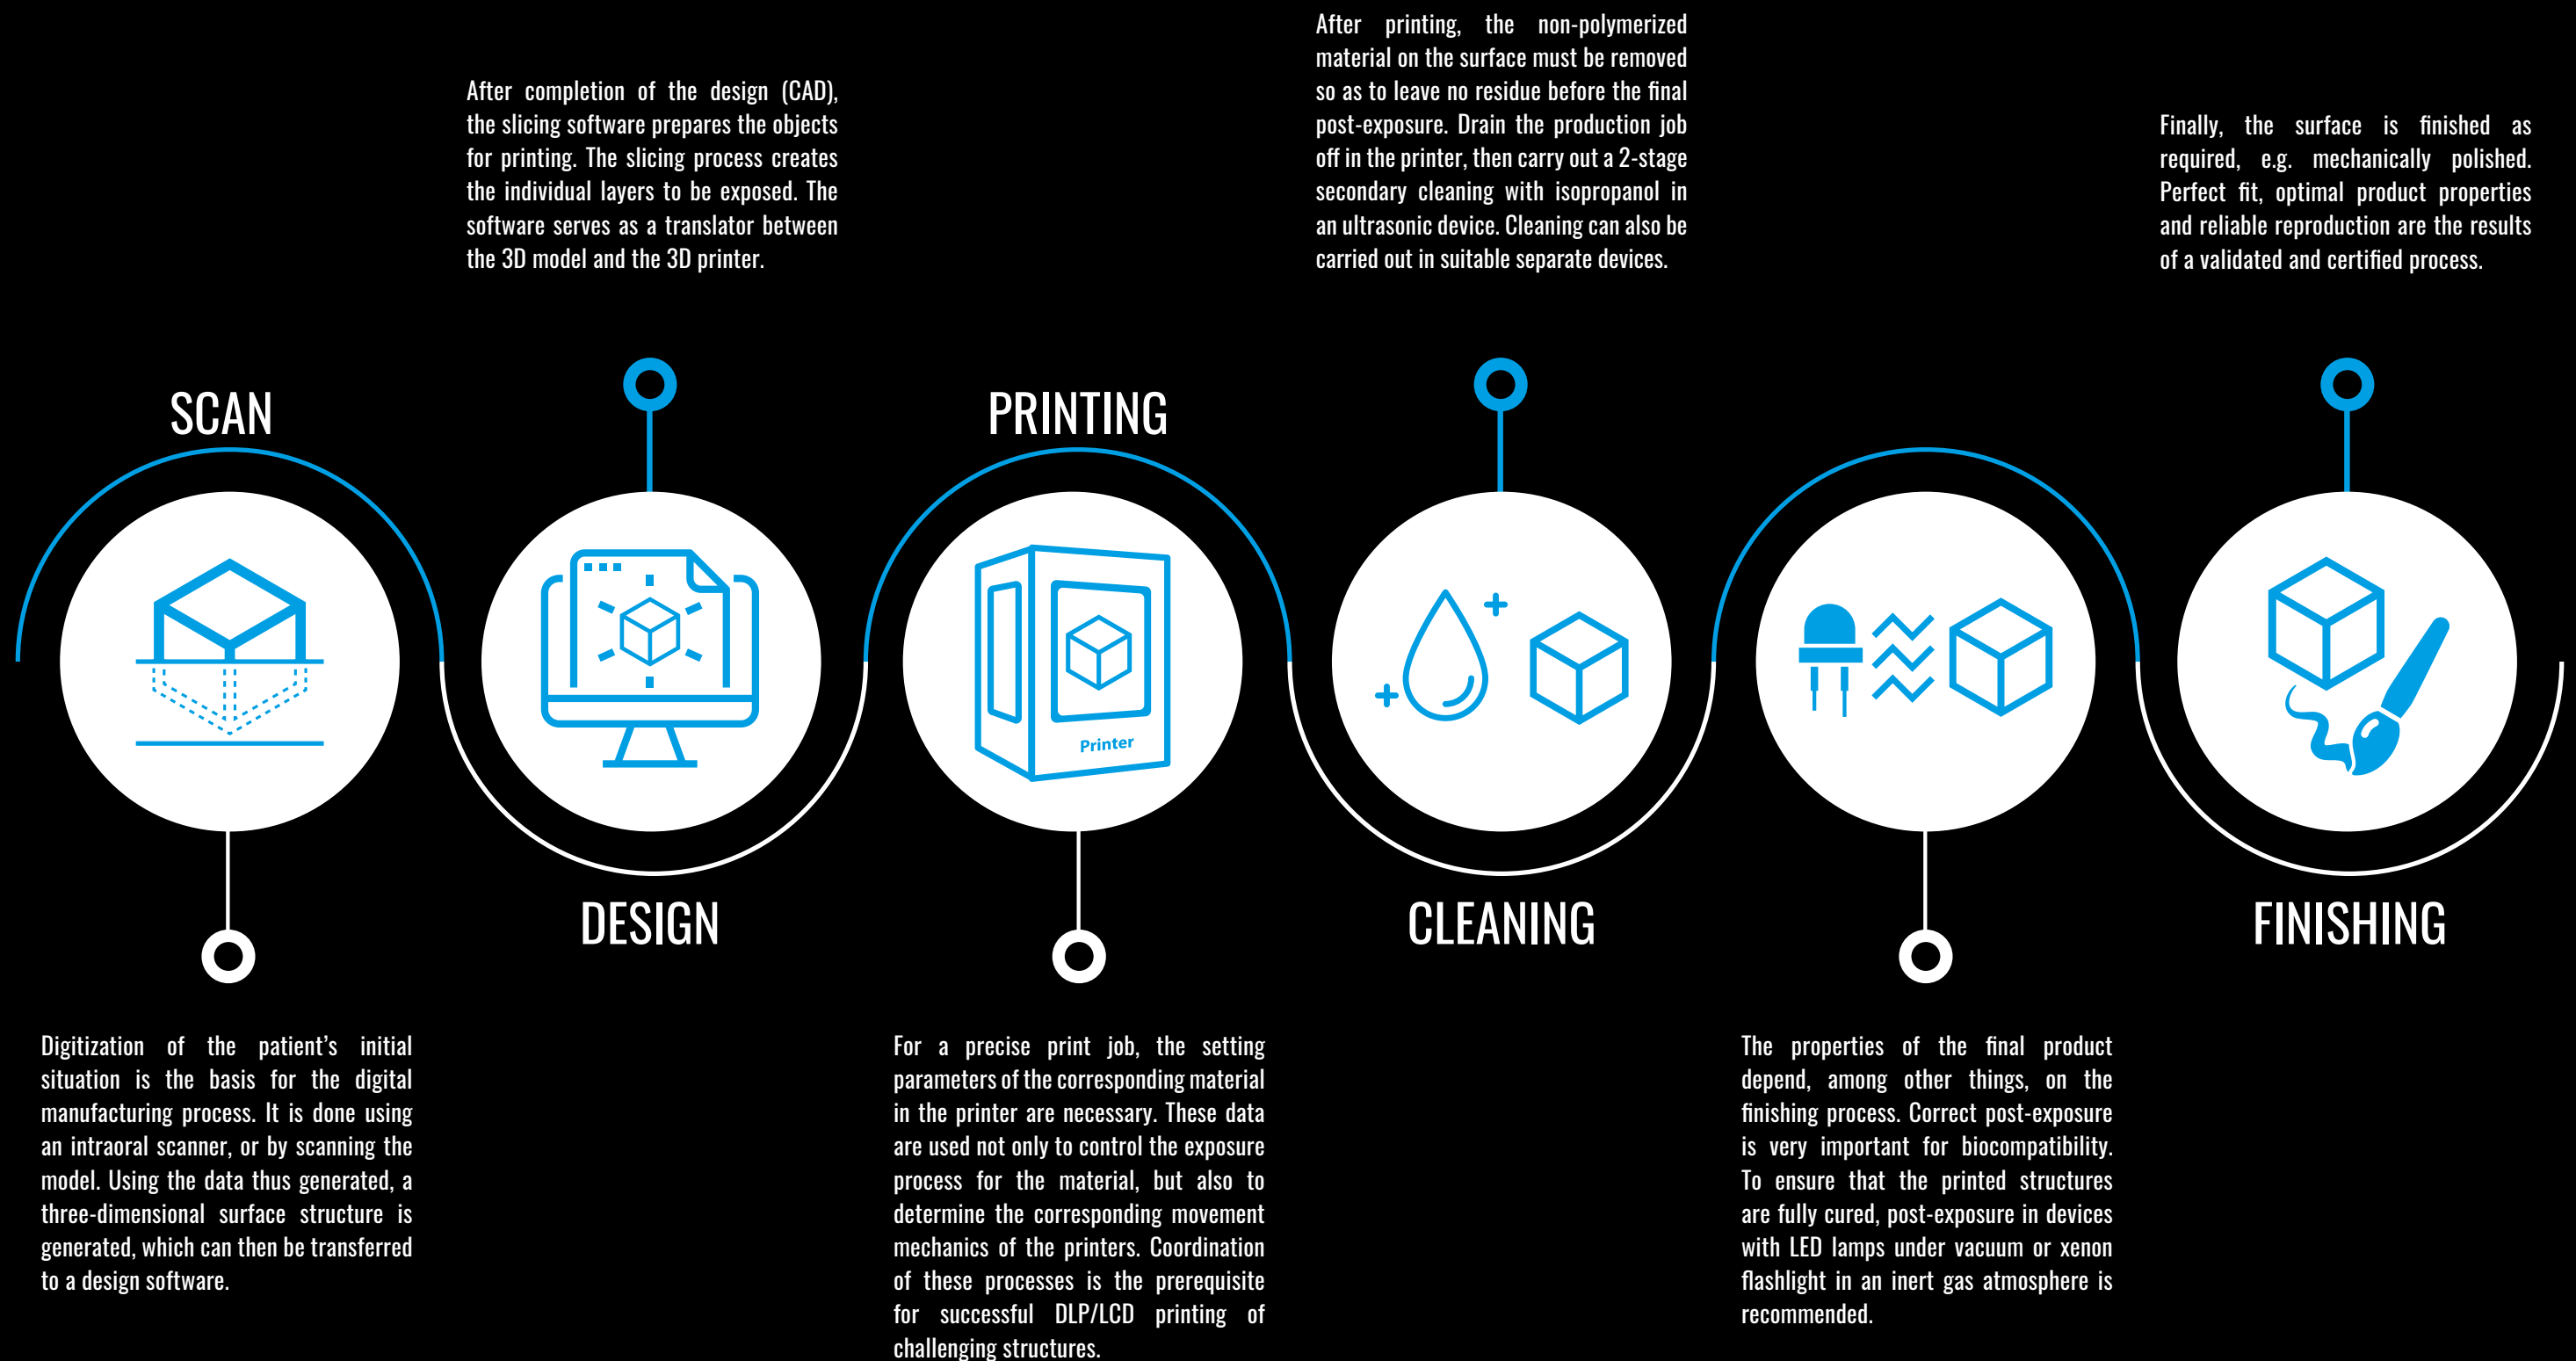 SCAN
Digitization of the patient’s initial
situation is the basis for the digital
manufacturing process. It is done using
an intraoral scanner, or by scanning the
model. Using the data thus generated, a
three-dimensional surface structure is
generated, which can then be transferred
to a design software.
After completion of the design (CAD),
the slicing software prepares the objects
for printing. The slicing process creates
the individual layers to be exposed. The
software serves as a translator between
the 3D model and the 3D printer.
DESIGN
PRINTING
Printer
For a precise print job, the setting
parameters of the corresponding material
in the printer are necessary. These data
are used not only to control the exposure
process for the material, but also to
determine the corresponding movement
mechanics of the printers. Coordination
of these processes is the prerequisite
for successful DLP/LCD printing of
challenging structures.
After printing, the non-polymerized
material on the surface must be removed
so as to leave no residue before the final
post-exposure. Drain the production job
off in the printer, then carry out a 2-stage
secondary cleaning with isopropanol in
an ultrasonic device. Cleaning can also be
carried out in suitable separate devices.
CLEANING
The properties of the final product
depend, among other things, on the
finishing process. Correct post-exposure
is very important for biocompatibility.
To ensure that the printed structures
are fully cured, post-exposure in devices
with LED lamps under vacuum or xenon
flashlight in an inert gas atmosphere is
recommended.
Finally, the surface is finished as
required, e.g. mechanically polished.
Perfect fit, optimal product properties
and reliable reproduction are the results
of a validated and certified process.
FINISHING